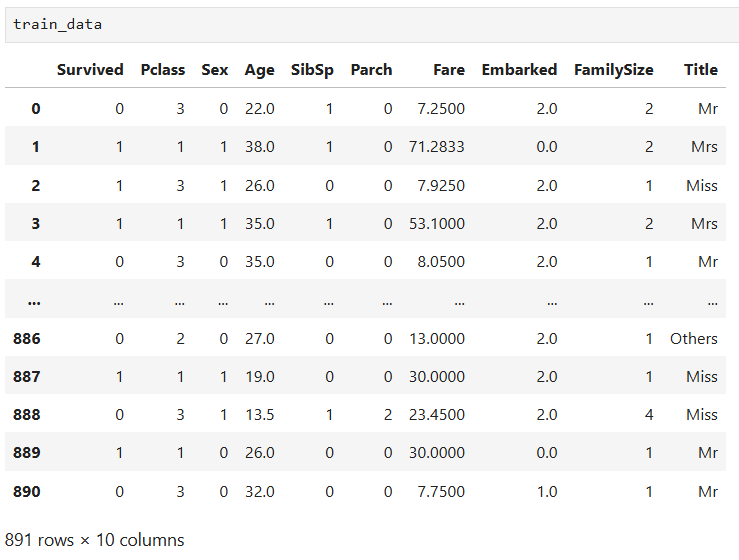 train_data
Survived Pclass Sex Age SibSp Parch Fare Embarked FamilySize Title
0 0 3 0 22.0 1 0 7.2500 2.0 2 Mr
1 1 1 1 38.0 1 0 71.2833 0.0 2 Mrs
2 1 3 1 26.0 0 0 7.9250 2.0 1 Miss
3 1 1 1 35.0 1 0 53.1000 2.0 2 Mrs
4 0 3 0 35.0 0 0 8.0500 2.0 1 Mr
... ... ... ... ... ... ... ... ... ... ...
886 0 2 0 27.0 0 0 13.0000 2.0 1 Others
887 1 1 1 19.0 0 0 30.0000 2.0 1 Miss
888 0 3 1 13.5 1 2 23.4500 2.0 4 Miss
889 1 1 0 26.0 0 0 30.0000 0.0 1 Mr
890 0 3 0 32.0 0 0 7.7500 1.0 1 Mr
891 rows × 10 columns